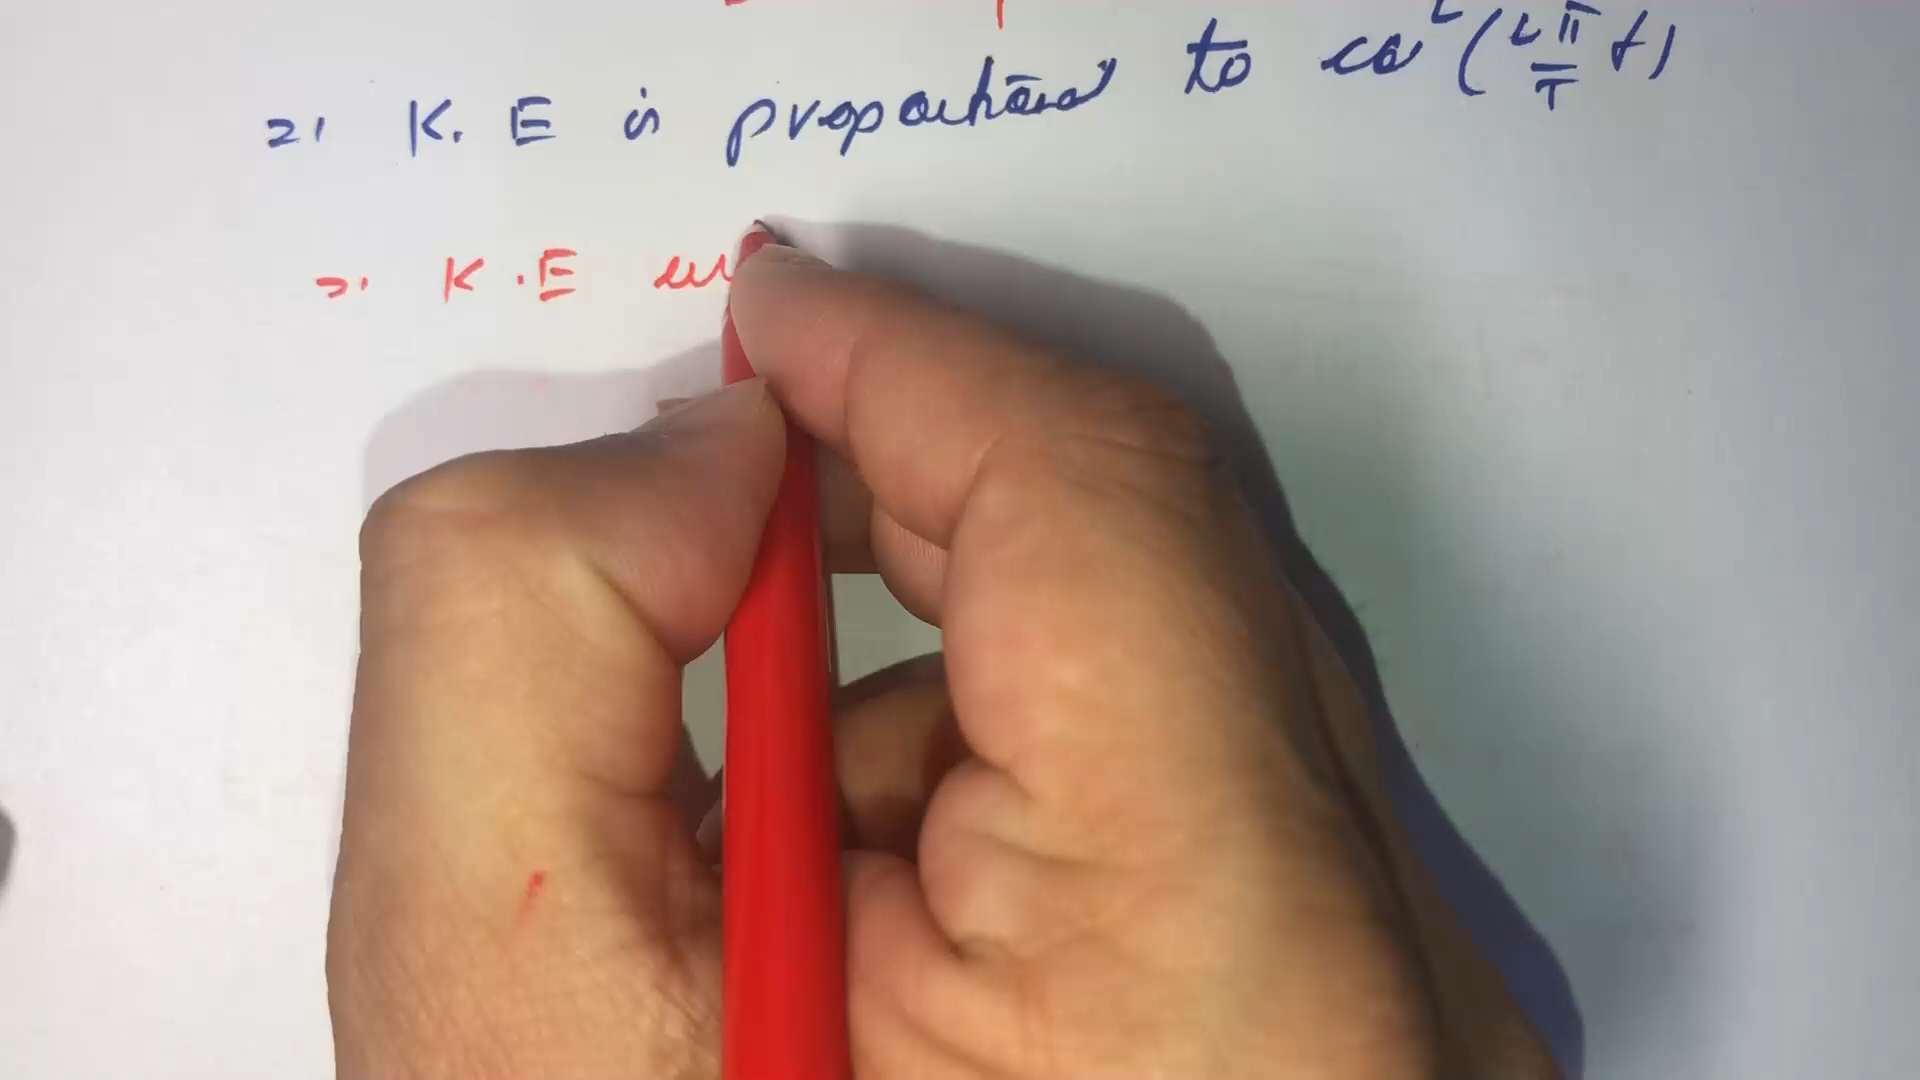 => K. E is proportional to cos²(2π/T t)
=> K.E